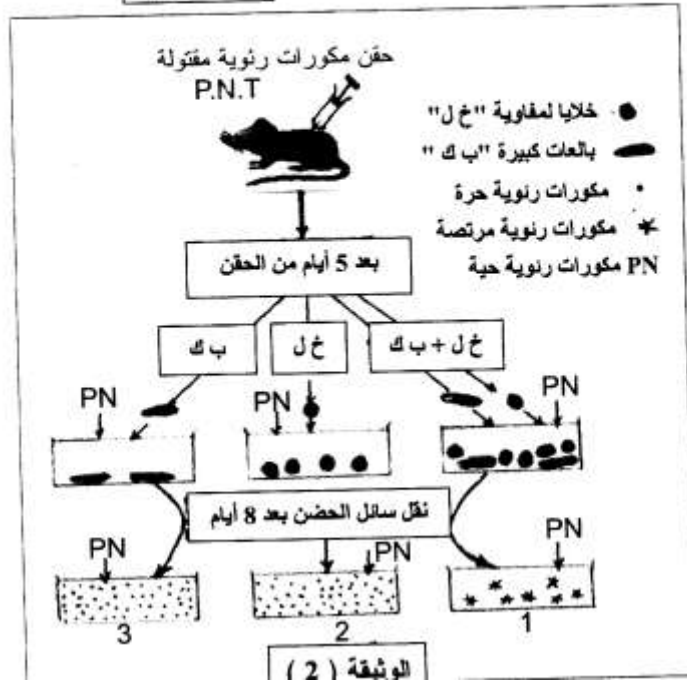 حقن مكورات رئوية مقتولة
P.N.T
خلايا لمفاوية "خ ل"
بالعات كبيرة "ب ك"
مكورات رئوية حرة
مكورات رئوية مرتصة
PN مكورات رئوية حية
بعد 5 أيام من الحقن
خ ل + ب ك
خ ل
ب ك
PN
PN
PN
نقل سائل الحضن بعد 8 أيام
PN
PN
PN
1
2
3
الوثيقة ( 2 )